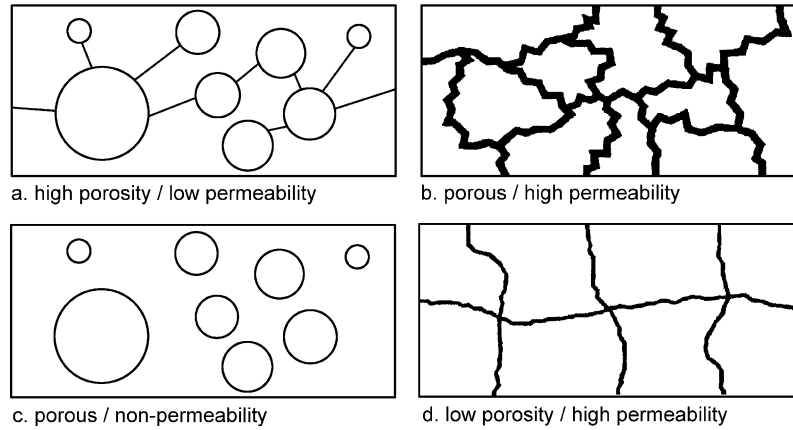 a. high porosity / low permeability
b. porous / high permeability
c. porous / non-permeability
d. low porosity / high permeability